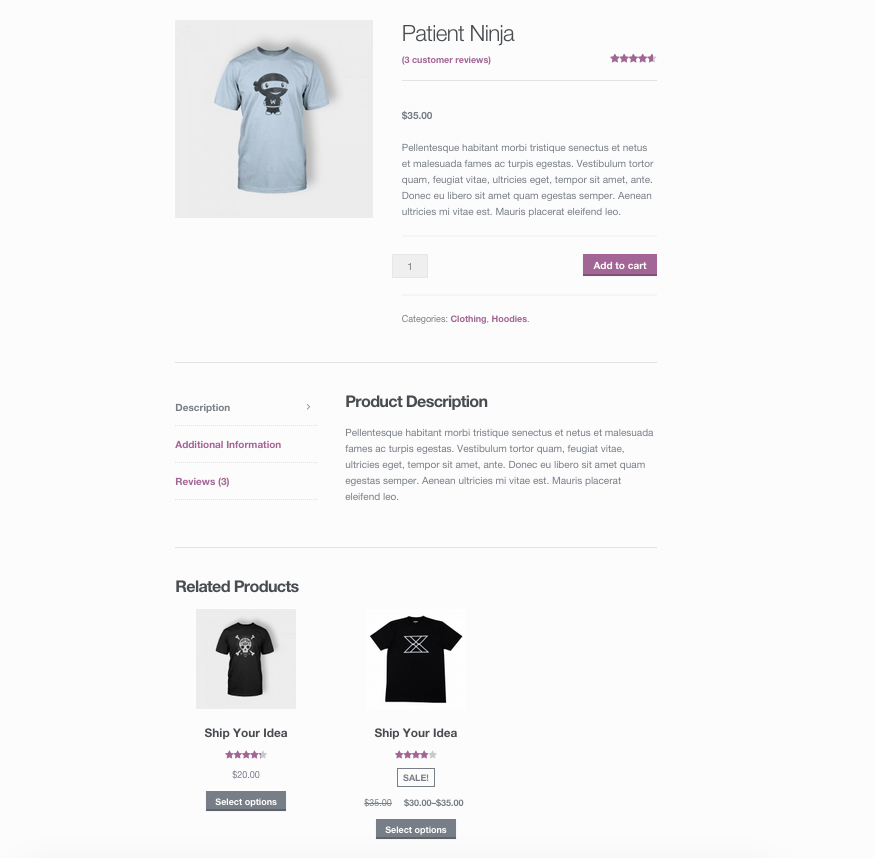 Patient Ninja
(3 customer reviews)
$35.00
Pellentesque habitant morbi tristique senectus et netus
et malesuada fames ac turpis egestas. Vestibulum tortor
quam, feugiat vitae, ultricies eget, tempor sit amet, ante.
Donec eu libero sit amet quam egestas semper. Aenean
ultricies mi vitae est. Mauris placerat eleifend leo.
W
1
Add to cart
Categories: Clothing, Hoodies.
Description
Additional Information
Reviews (3)
Product Description
Pellentesque habitant morbi tristique senectus et netus et malesuada
fames ac turpis egestas. Vestibulum tortor quam, feugiat vitae,
ultricies eget, tempor sit amet, ante. Donec eu libero sit amet quam
egestas semper. Aenean ultricies mi vitae est. Mauris placerat
eleifend leo.
Related Products
Ship Your Idea
$20.00
Select options
Ship Your Idea
SALE!
$35.00 $30.00–$35.00
Select options